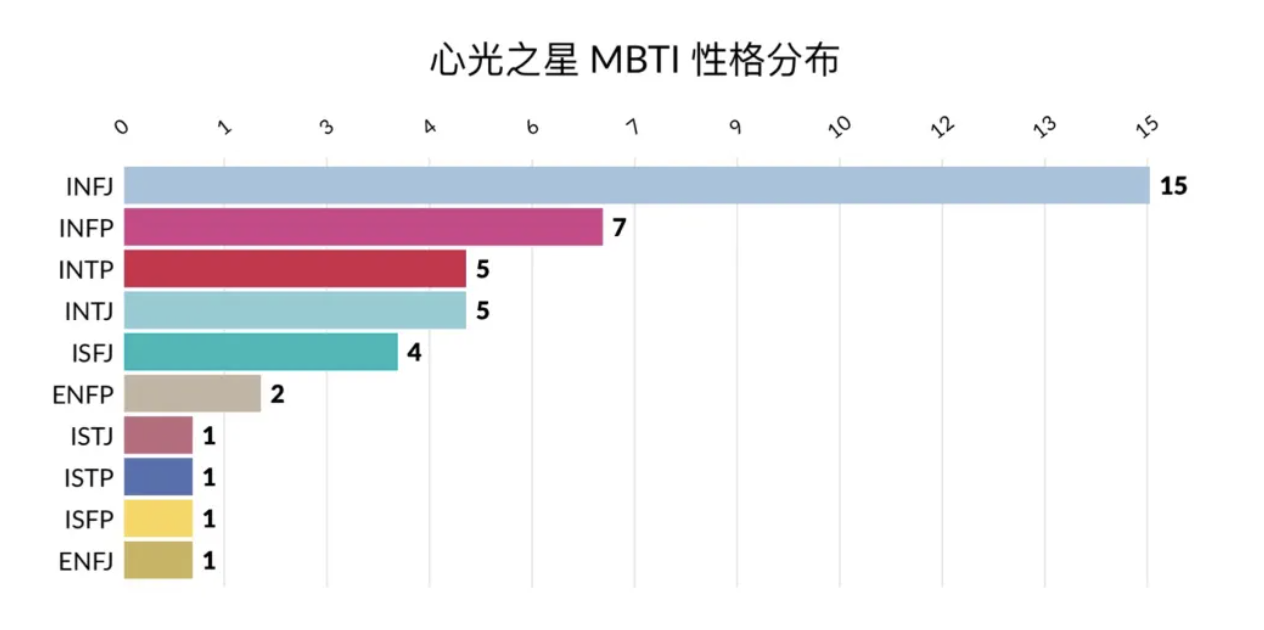 心光之星 MBTI 性格分布
0 1 3 4 6 7 9 10 12 13 15
INFJ 15
INFP 7
INTP 5
INTJ 5
ISFJ 4
ENFP 2
ISTJ 1
ISTP 1
ISFP 1
ENFJ 1